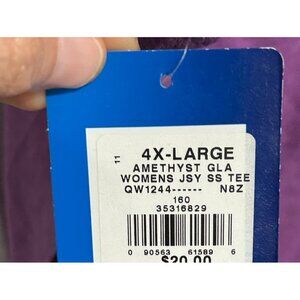 11
4X-LARGE
AMETHYST GLA
WOMENS JSY SS TEE
QW1244------ N8Z
160
35316829
0 90563 61589 6
$20.00